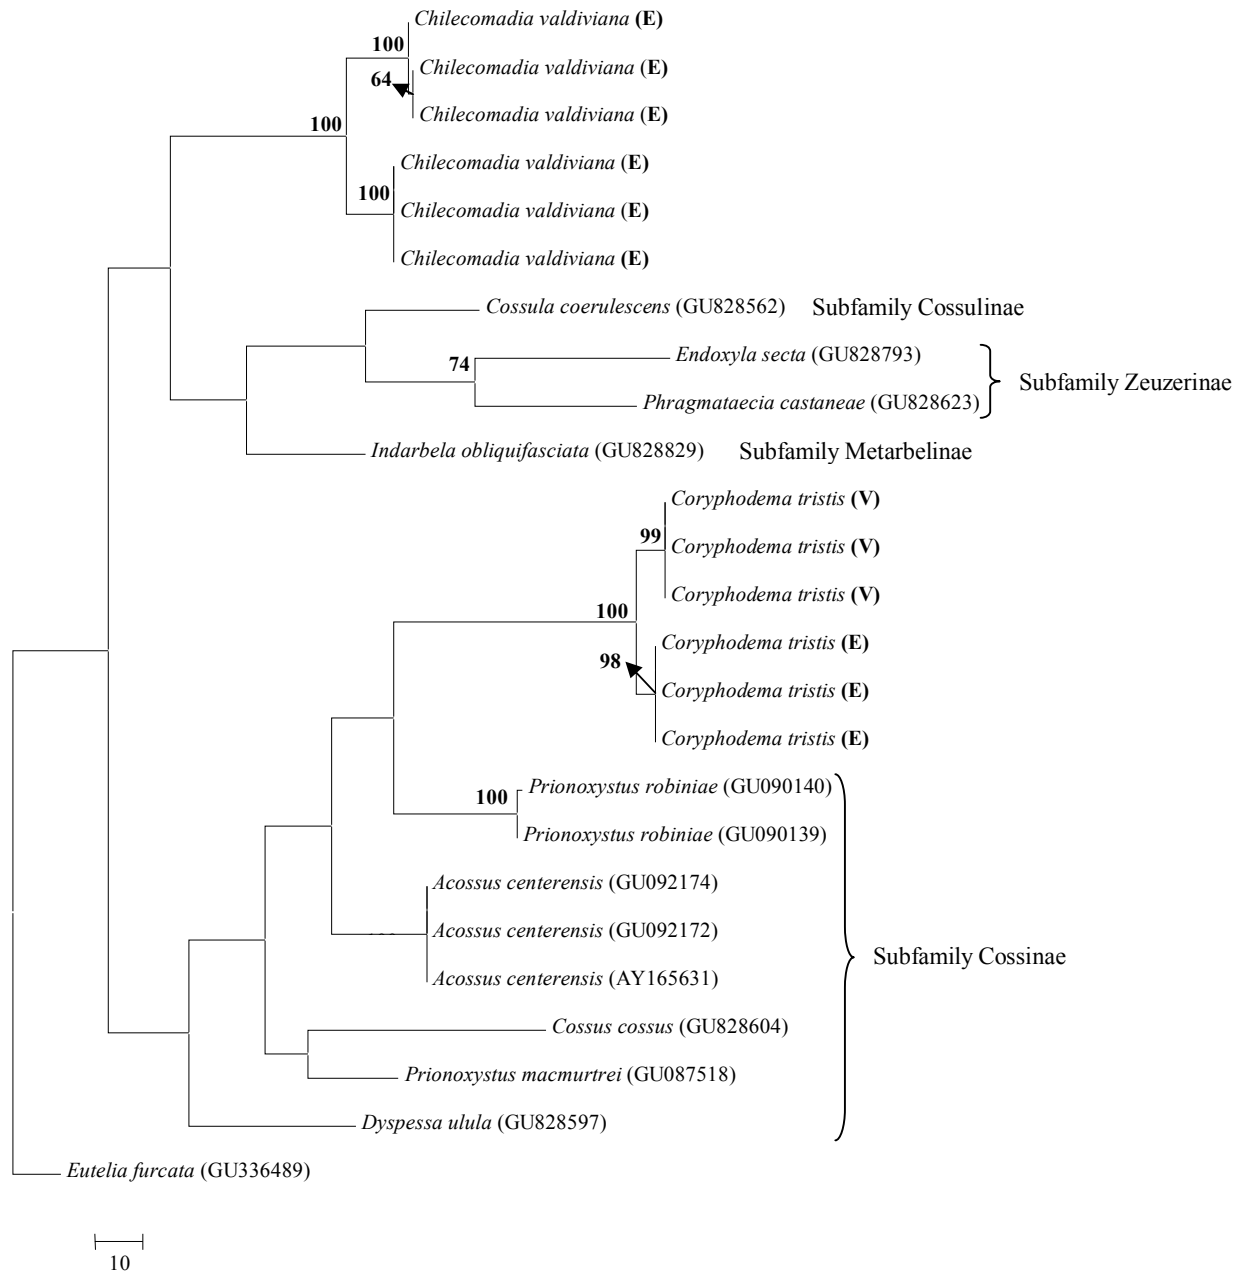 Chilecomadia valdiviana (E)
100
Chilecomadia valdiviana (E)
64
Chilecomadia valdiviana (E)
100
Chilecomadia valdiviana (E)
100
Chilecomadia valdiviana (E)
Chilecomadia valdiviana (E)
Cossula coerulescens (GU828562) Subfamily Cossulinae
Endoxyla secta (GU828793)
74
Subfamily Zeuzerinae
Phragmataecia castaneae (GU828623)
Indarbela obliquifasciata (GU828829) Subfamily Metarbelinae
Coryphodema tristis (V)
99
Coryphodema tristis (V)
Coryphodema tristis (V)
100
Coryphodema tristis (E)
98
Coryphodema tristis (E)
Coryphodema tristis (E)
Prionoxystus robiniae (GU090140)
100
Prionoxystus robiniae (GU090139)
Acossus centerensis (GU092174)
Acossus centerensis (GU092172)
Subfamily Cossinae
Acossus centerensis (AY165631)
Cossus cossus (GU828604)
Prionoxystus macmurtrei (GU087518)
Dyspessa ulula (GU828597)
Eutelia furcata (GU336489)
10